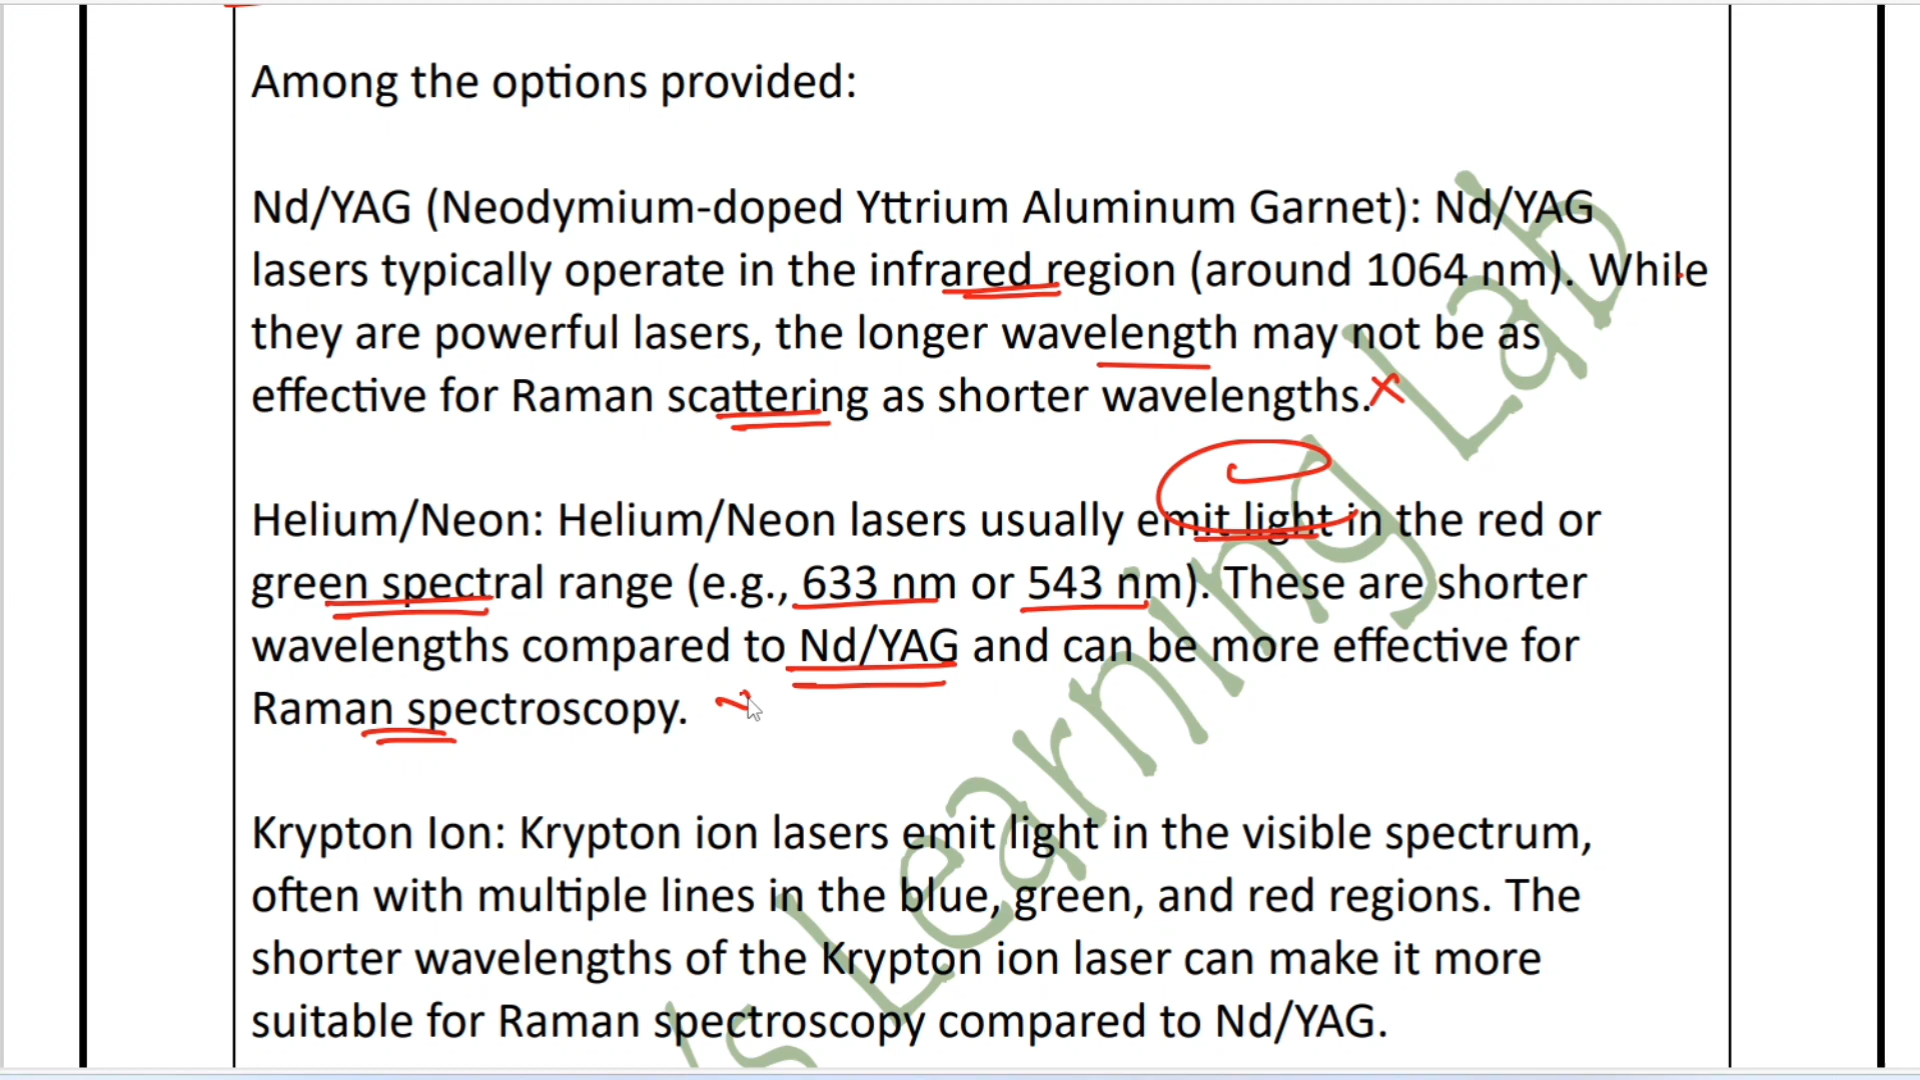 Among the options provided:
Nd/YAG (Neodymium-doped Yttrium Aluminum Garnet): Nd/YAG
lasers typically operate in the infrared region (around 1064 nm). While
they are powerful lasers, the longer wavelength may not be as
effective for Raman scattering as shorter wavelengths.
Helium/Neon: Helium/Neon lasers usually emit light in the red or
green spectral range (e.g., 633 nm or 543 nm). These are shorter
wavelengths compared to Nd/YAG and can be more effective for
Raman spectroscopy.
Krypton Ion: Krypton ion lasers emit light in the visible spectrum,
often with multiple lines in the blue, green, and red regions. The
shorter wavelengths of the Krypton ion laser can make it more
suitable for Raman spectroscopy compared to Nd/YAG.
's Learning Lab